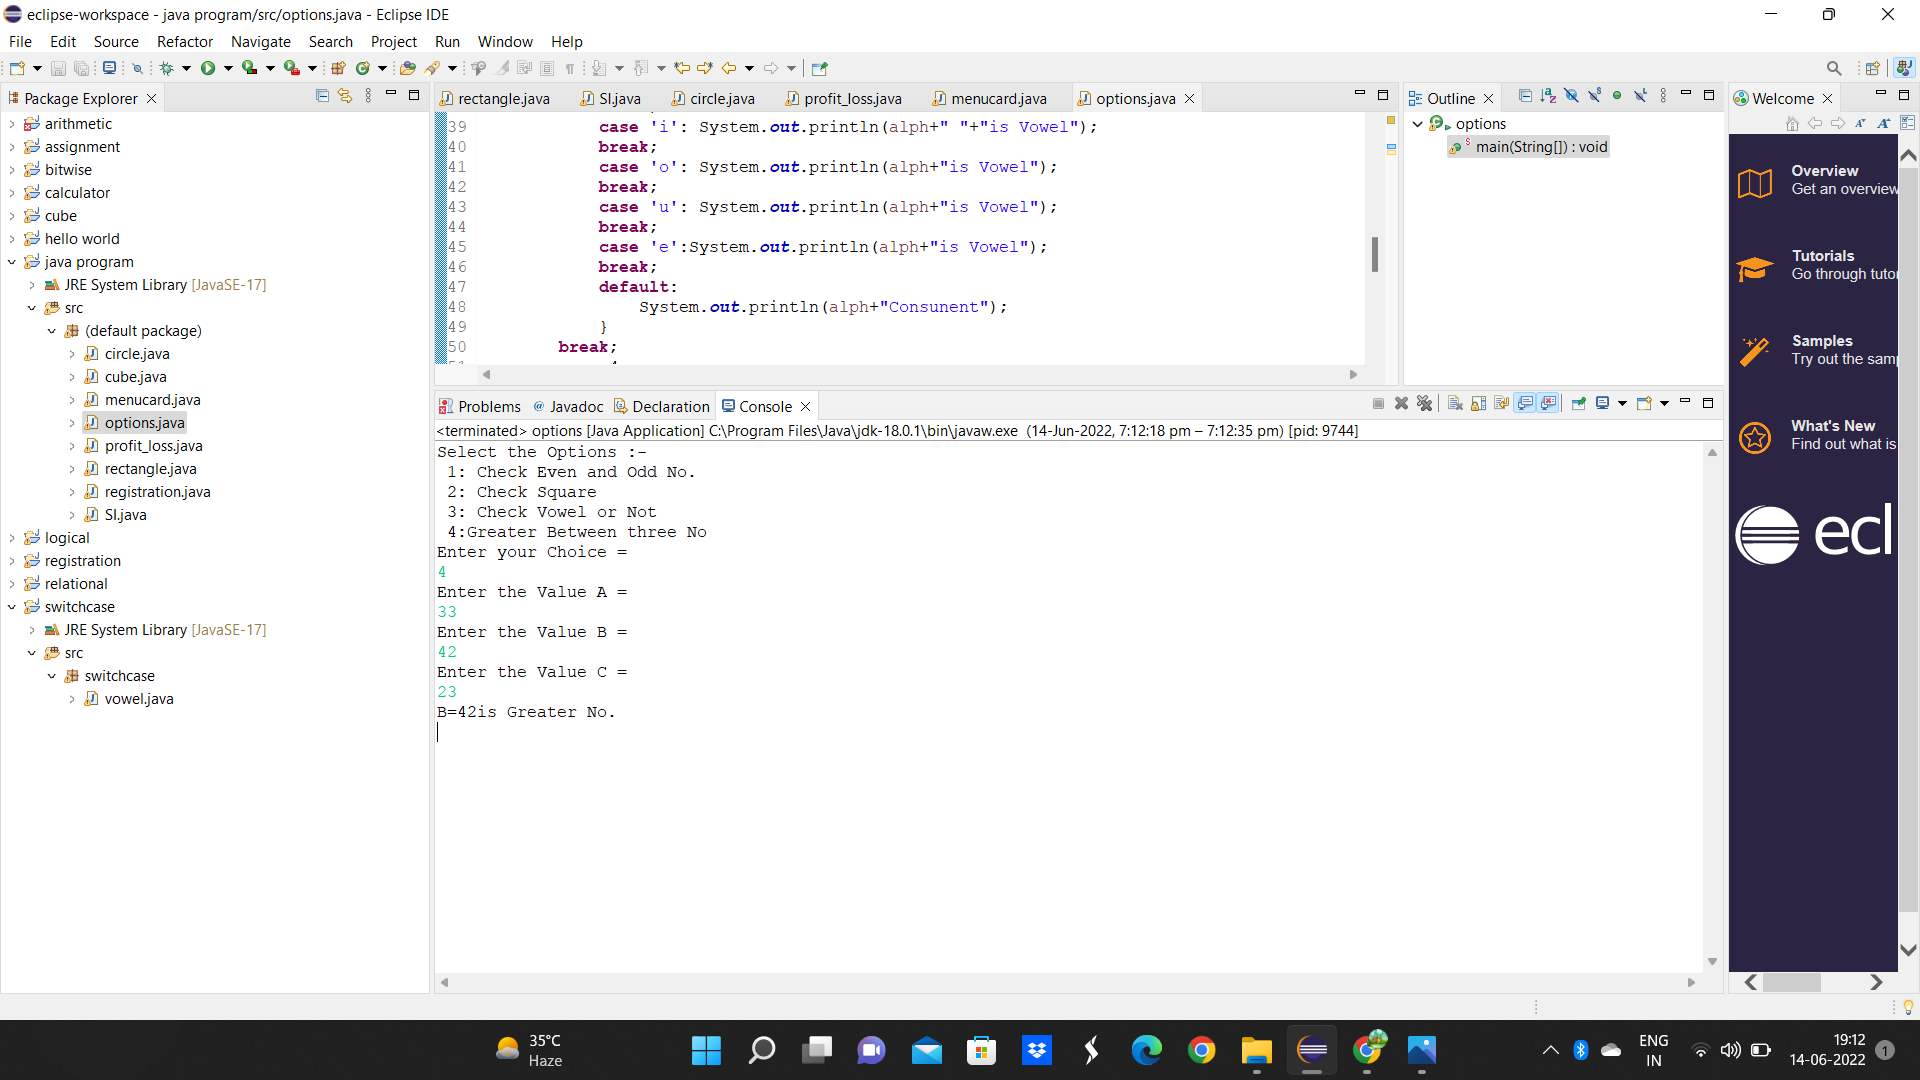 eclipse-workspace - java program/src/options.java - Eclipse IDE
File Edit Source Refactor Navigate Search Project Run Window Help
Package Explorer
arithmetic
assignment
bitwise
calculator
cube
hello world
java program
JRE System Library [JavaSE-17]
src
(default package)
circle.java
cube.java
menucard.java
options.java
profit_loss.java
rectangle.java
registration.java
SI.java
logical
registration
relational
switchcase
JRE System Library [JavaSE-17]
src
switchcase
vowel.java
rectangle.java SI.java circle.java profit_loss.java menucard.java options.java
39 case 'i': System.out.println(alph+" "+"is Vowel");
40 break;
41 case 'o': System.out.println(alph+"is Vowel");
42 break;
43 case 'u': System.out.println(alph+"is Vowel");
44 break;
45 case 'e':System.out.println(alph+"is Vowel");
46 break;
47 default:
48 System.out.println(alph+"Consunent");
49 }
50 break;
Problems @ Javadoc Declaration Console
<terminated> options [Java Application] C:\Program Files\Java\jdk-18.0.1\bin\javaw.exe (14-Jun-2022, 7:12:18 pm – 7:12:35 pm) [pid: 9744]
Select the Options :-
1: Check Even and Odd No.
2: Check Square
3: Check Vowel or Not
4:Greater Between three No
Enter your Choice =
4
Enter the Value A =
33
Enter the Value B =
42
Enter the Value C =
23
B=42is Greater No.
Outline
options
main(String[]) : void
Welcome
Overview
Get an overview
Tutorials
Go through tutor
Samples
Try out the sam
What's New
Find out what is
ecl
35°C
Haze
ENG
IN
19:12
14-06-2022
1